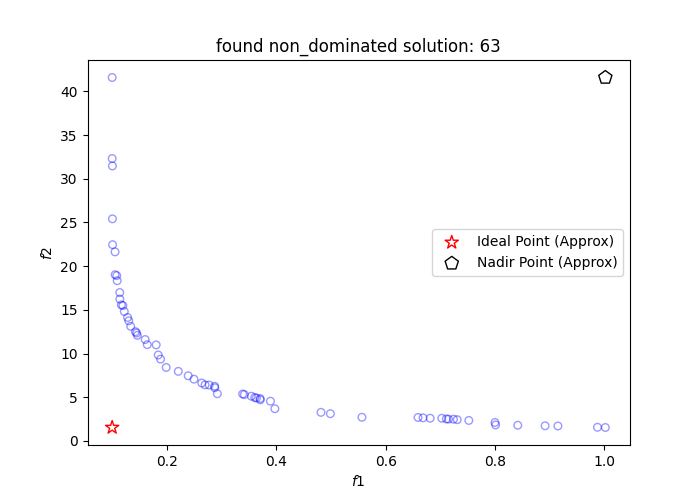 found non_dominated solution: 63
40
35
30
25
20
15
10
5
0
f2
Ideal Point (Approx)
Nadir Point (Approx)
0.2 0.4 0.6 0.8 1.0
f1